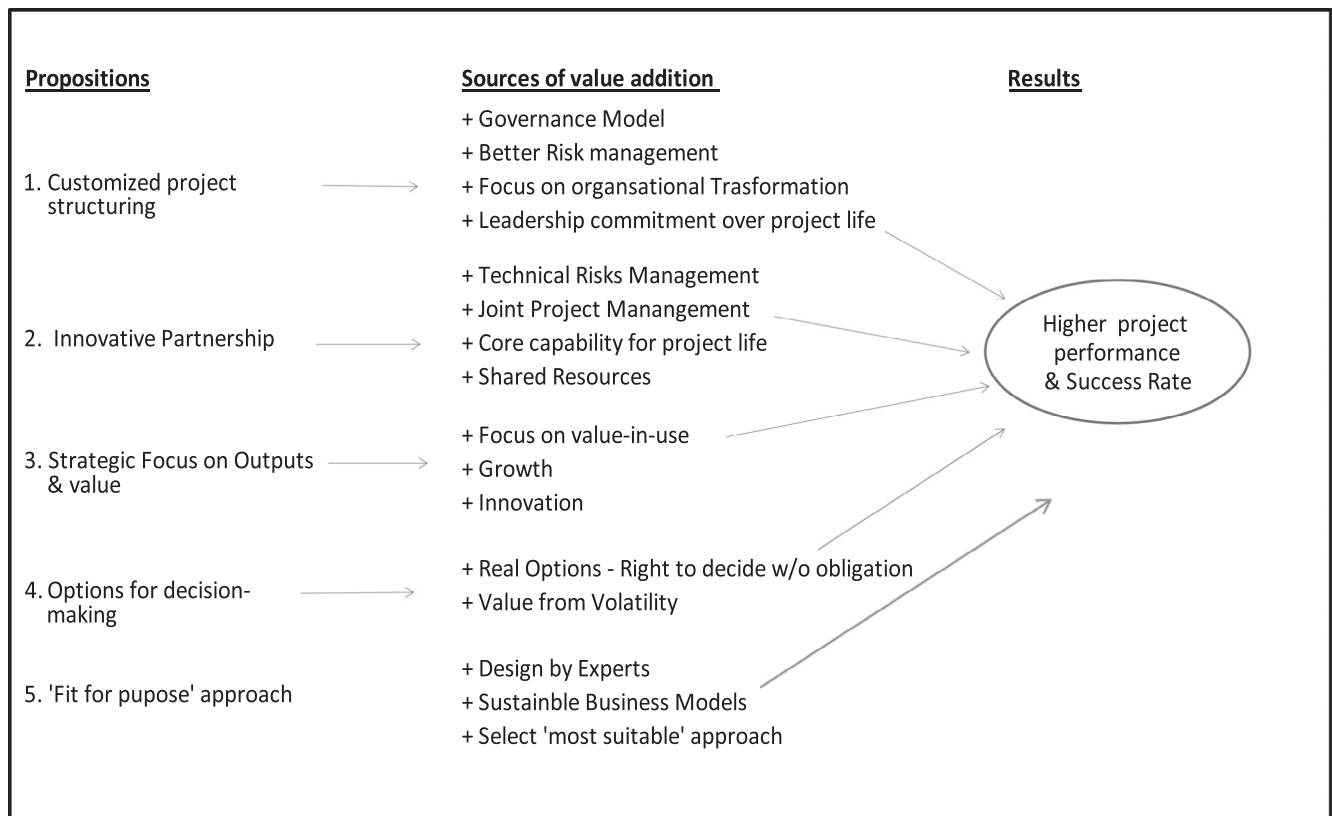 Propositions
Sources of value addition
Results
1. Customized project
structuring
+ Governance Model
+ Better Risk management
+ Focus on organsational Trasformation
+ Leadership commitment over project life
2. Innovative Partnership
+ Technical Risks Management
+ Joint Project Manangement
+ Core capability for project life
+ Shared Resources
3. Strategic Focus on Outputs
& value
+ Focus on value-in-use
+ Growth
+ Innovation
4. Options for decision-
making
+ Real Options - Right to decide w/o obligation
+ Value from Volatility
5. 'Fit for pupose' approach
+ Design by Experts
+ Sustainble Business Models
+ Select 'most suitable' approach
Higher project
performance
& Success Rate